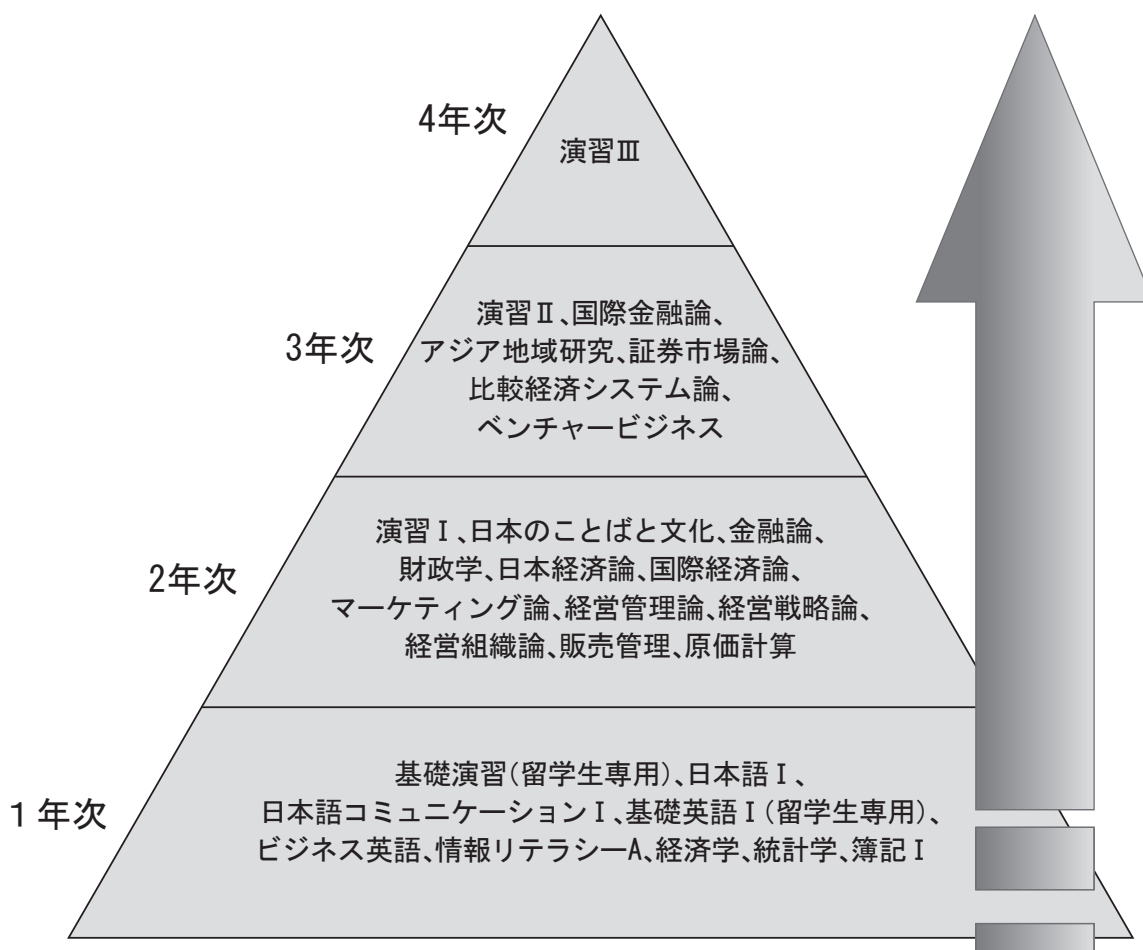 4年次
演習Ⅲ
3年次
演習Ⅱ、国際金融論、
アジア地域研究、証券市場論、
比較経済システム論、
ベンチャービジネス
2年次
演習Ⅰ、日本のことばと文化、金融論、
財政学、日本経済論、国際経済論、
マーケティング論、経営管理論、経営戦略論、
経営組織論、販売管理、原価計算
1年次
基礎演習(留学生専用)、日本語Ⅰ、
日本語コミュニケーションⅠ、基礎英語Ⅰ(留学生専用)、
ビジネス英語、情報リテラシーA、経済学、統計学、簿記Ⅰ